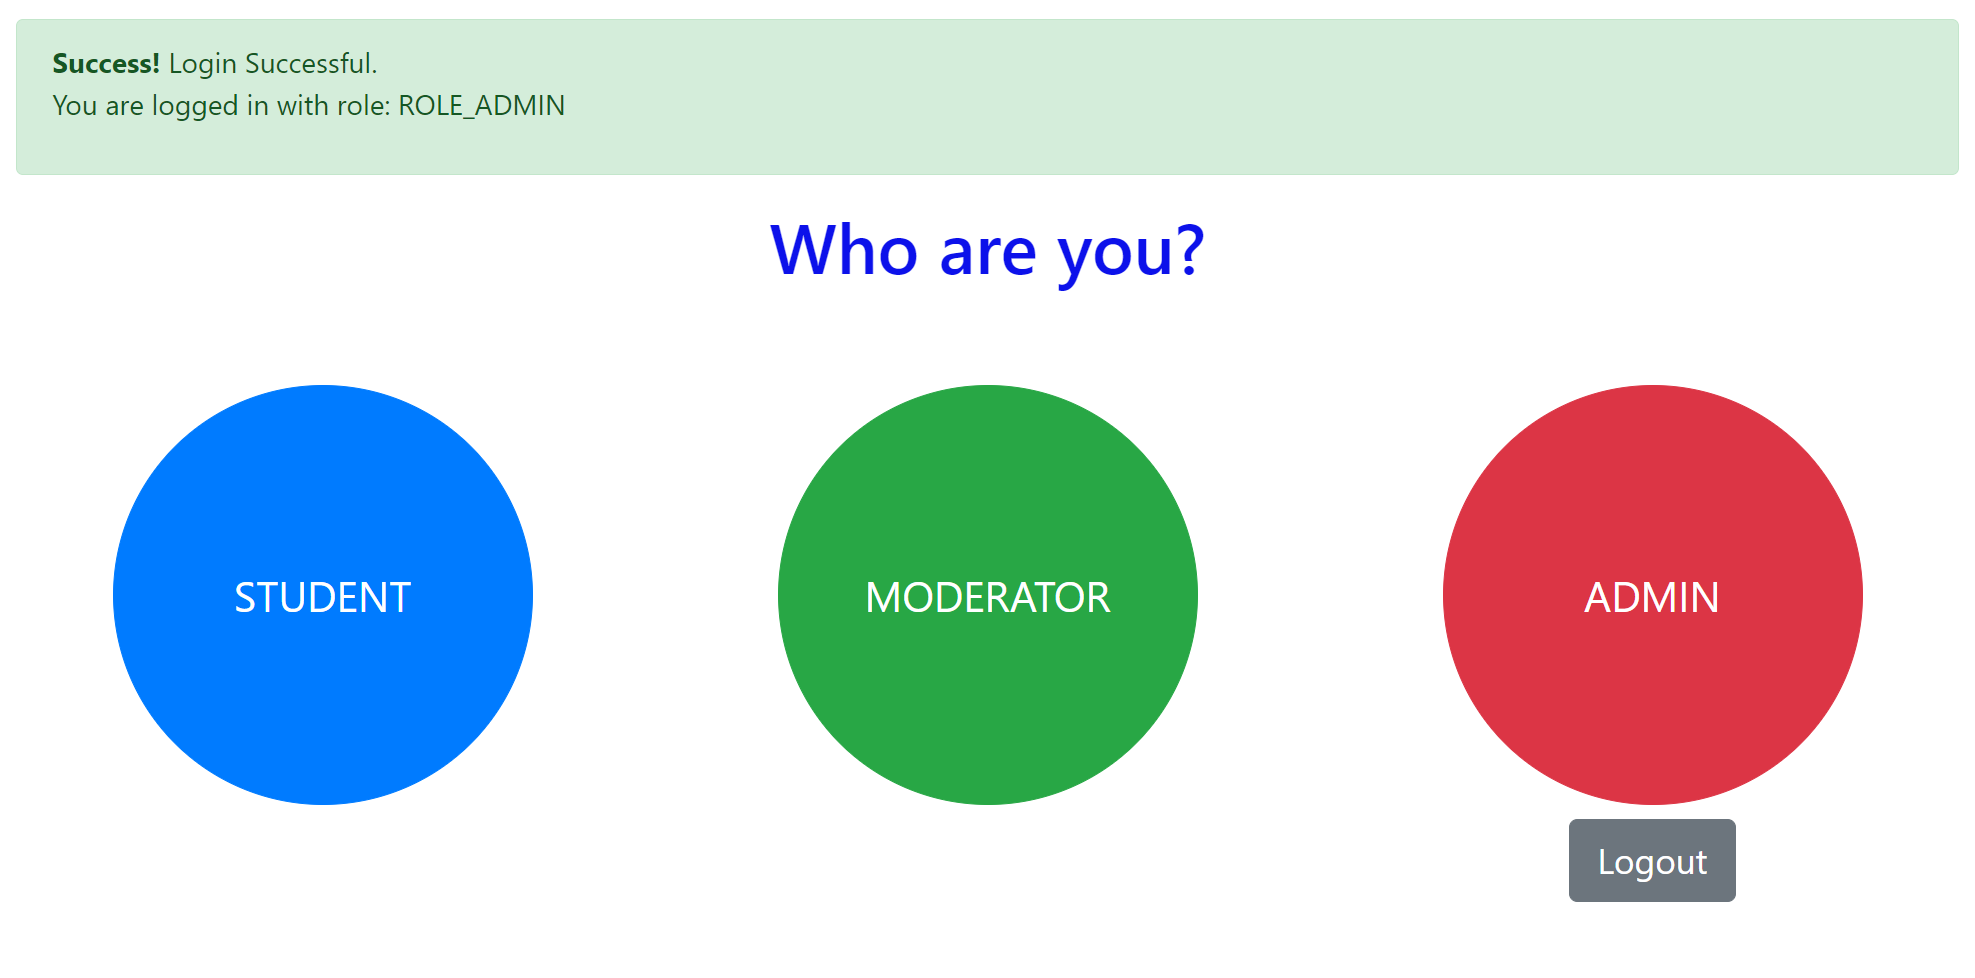 Success! Login Successful.
You are logged in with role: ROLE_ADMIN
Who are you?
STUDENT
MODERATOR
ADMIN
Logout